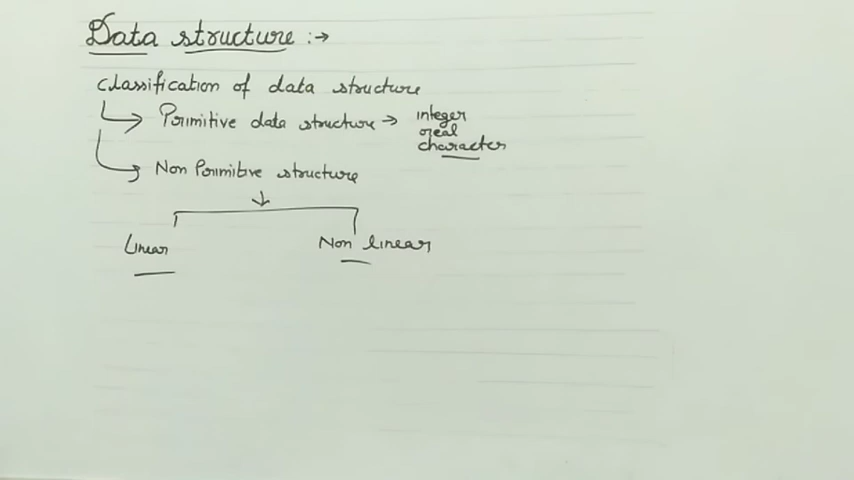 Data structure :→
Classification of data structure
Primitive data structure → integer
real
character
Non Primitive structure
Linear
Non linear